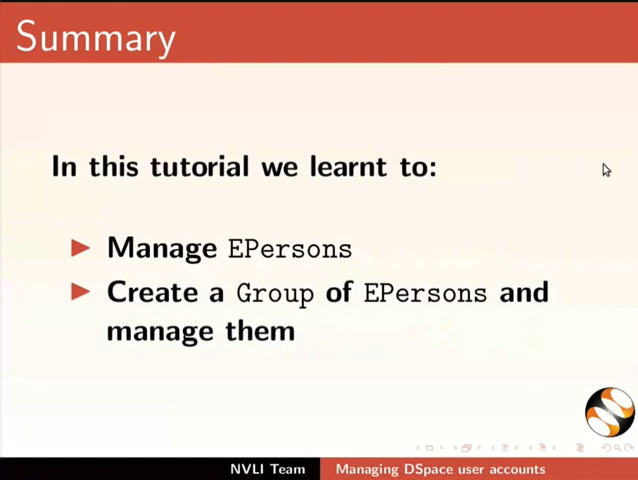 Summary
In this tutorial we learnt to:
Manage EPersons
Create a Group of EPersons and
manage them
NVLI Team
Managing DSpace user accounts